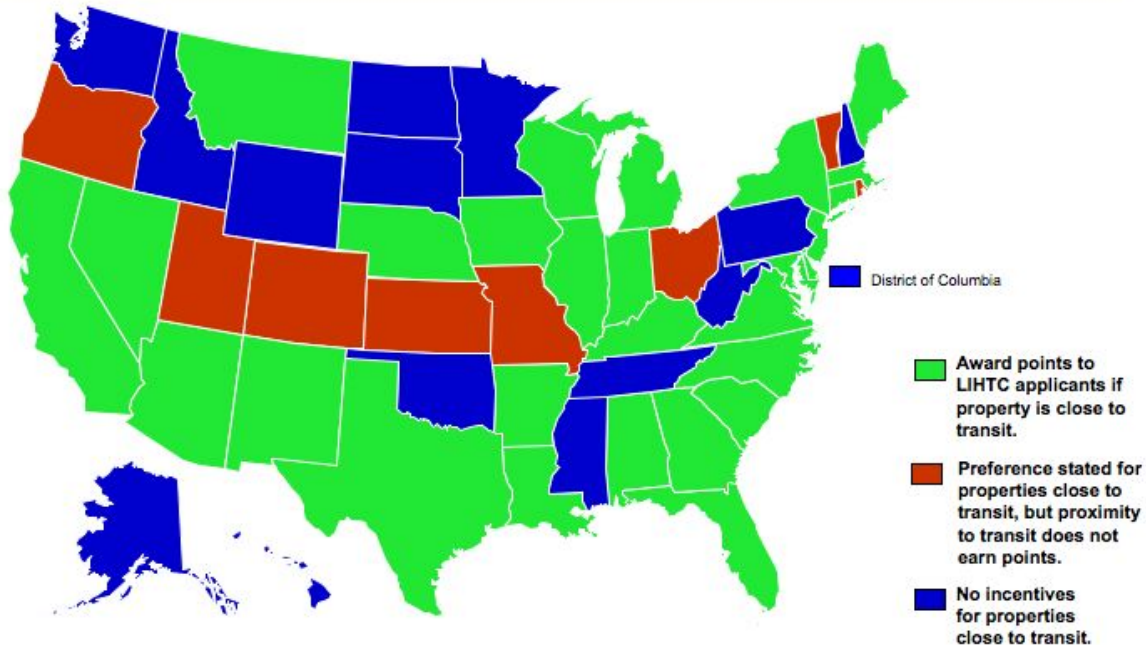 District of Columbia
Award points to
LIHTC applicants if
property is close to
transit.
Preference stated for
properties close to
transit, but proximity
to transit does not
earn points.
No incentives
for properties
close to transit.